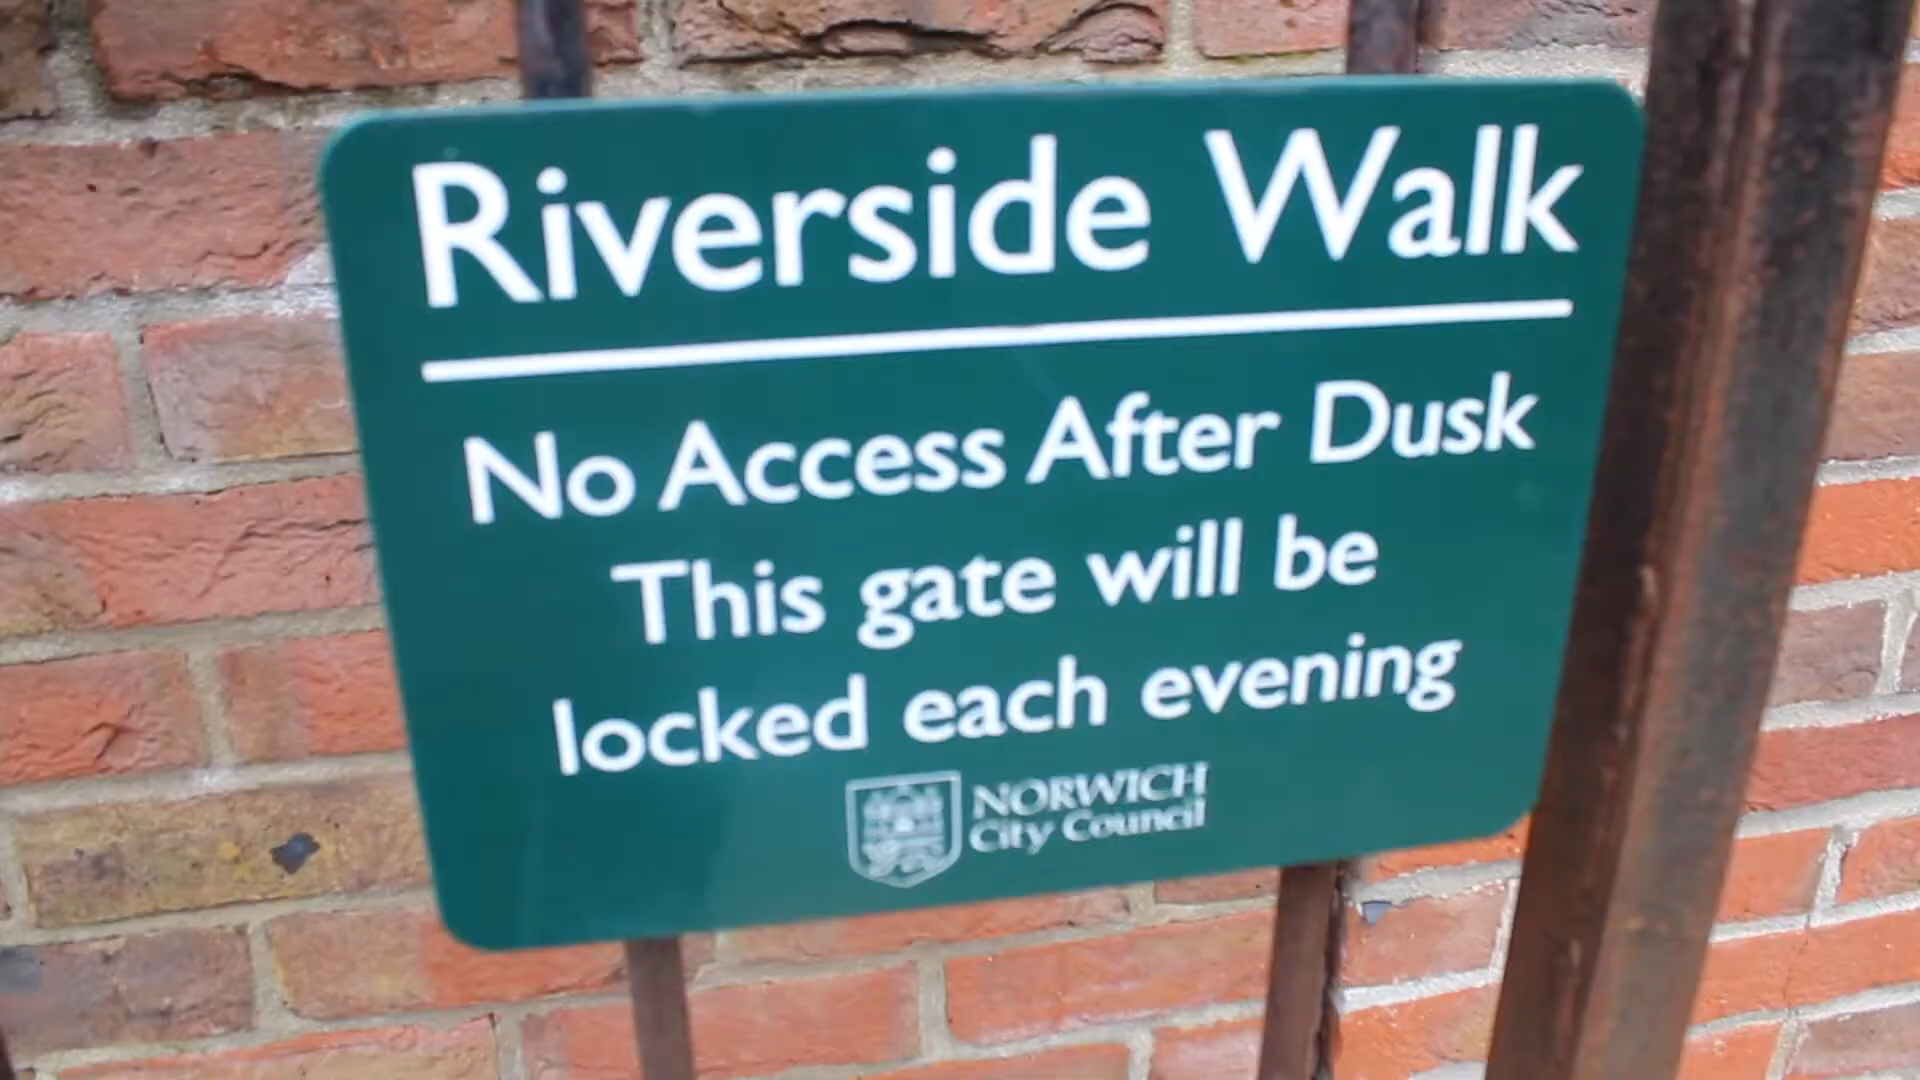 Riverside Walk
No Access After Dusk
This gate will be
locked each evening
NORWICH
City Council